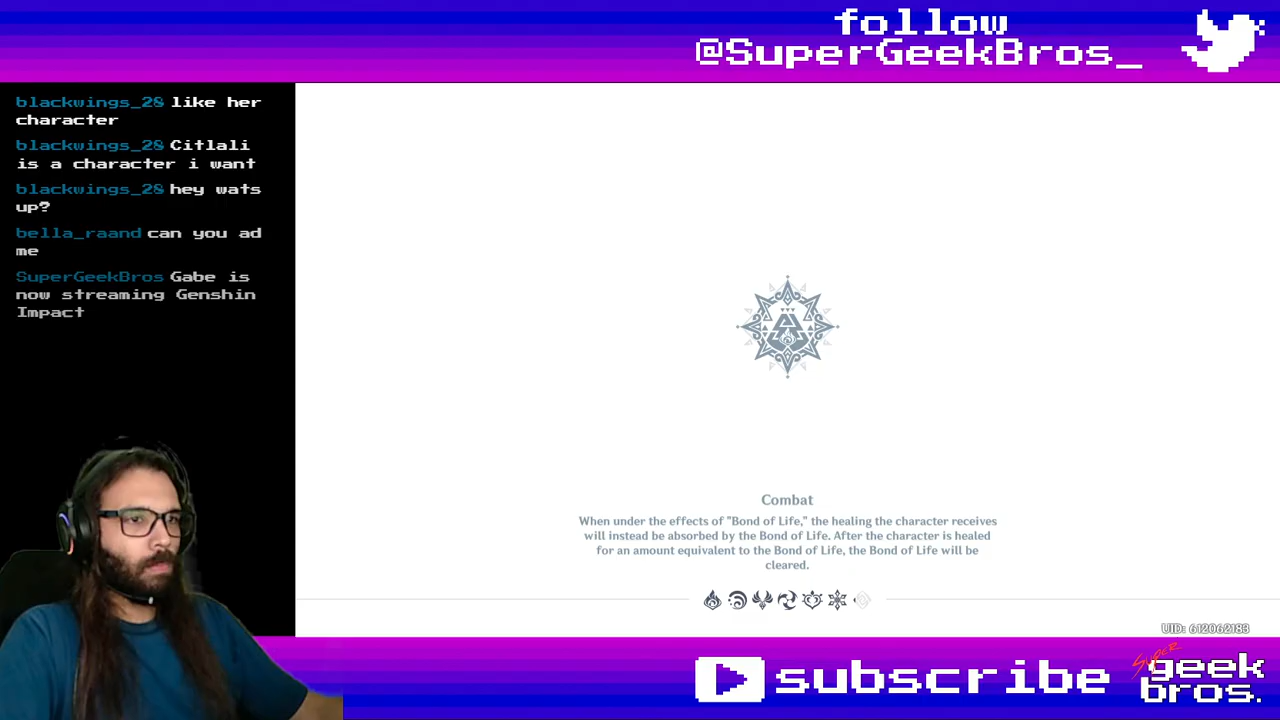 follow
@SuperGeekBros_
blackwings_28 like her
character
blackwings_28 Citlali
is a character i want
blackwings_28 hey wats
up?
bella_raand can you ad
me
SuperGeekBros Gabe is
now streaming Genshin
Impact
Combat
When under the effects of "Bond of Life," the healing the character receives
will instead be absorbed by the Bond of Life. After the character is healed
for an amount equivalent to the Bond of Life, the Bond of Life will be
cleared.
UID: 612062183
subscribe
SUPER
geek
bros.